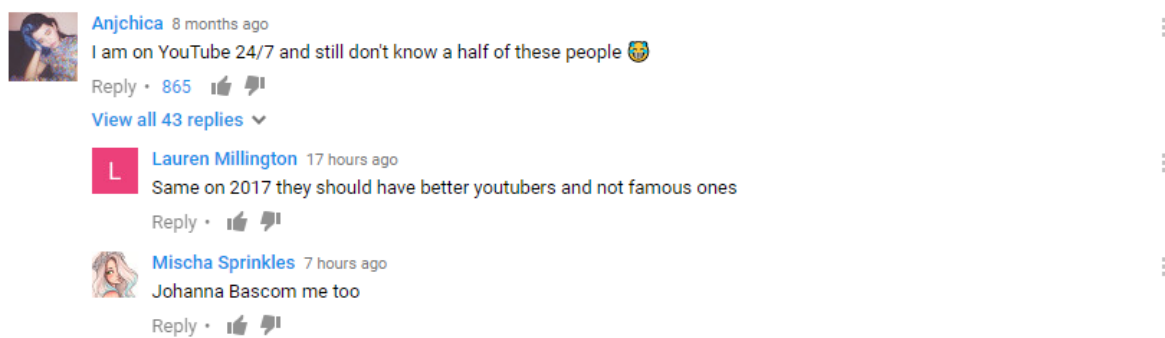 Anjchica 8 months ago
I am on YouTube 24/7 and still don't know a half of these people 😂
Reply • 865
View all 43 replies
L
Lauren Millington 17 hours ago
Same on 2017 they should have better youtubers and not famous ones
Reply •
Mischa Sprinkles 7 hours ago
Johanna Bascom me too
Reply •